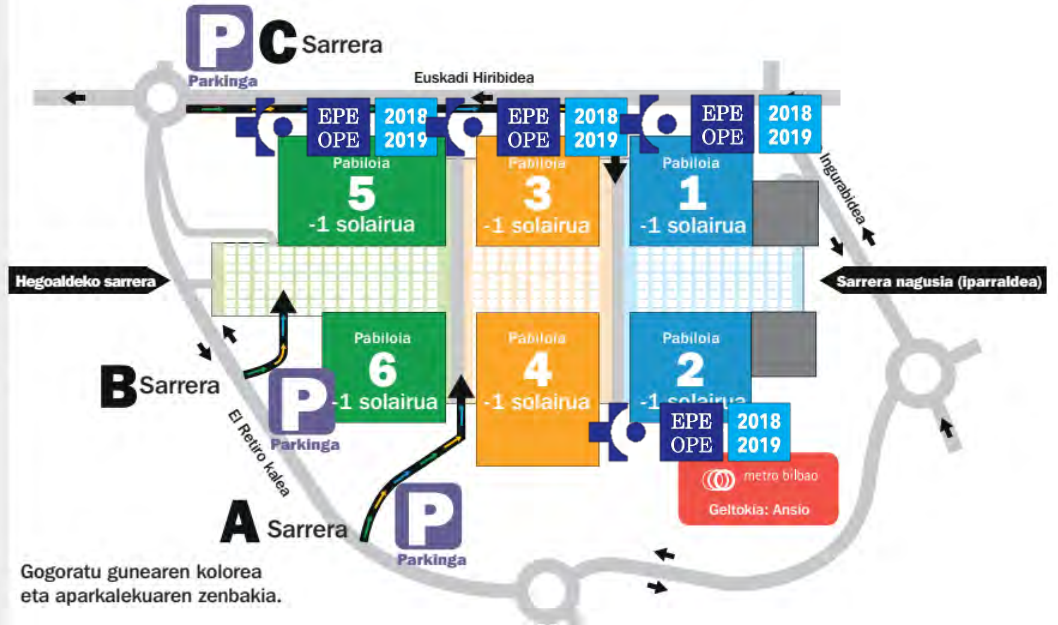 P C Sarrera
Parkinga
Euskadi Hiribidea
EPE 2018
OPE 2019
EPE 2018
OPE 2019
EPE 2018
OPE 2019
Pabiloia
5
-1 solairua
Pabiloia
3
-1 solairua
Pabiloia
1
-1 solairua
Ingurabidea
Hegoaldeko sarrera
Sarrera nagusia (iparraldea)
Pabiloia
6
-1 solairua
Pabiloia
4
-1 solairua
Pabiloia
2
-1 solairua
B Sarrera
P
Parkinga
El Retiro kalea
EPE 2018
OPE 2019
metro bilbao
Geltokia: Ansio
A Sarrera
P
Parkinga
Gogoratu gunearen kolorea
eta aparkalekuaren zenbakia.